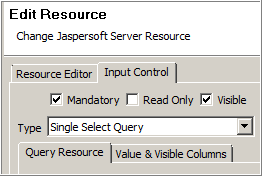 Edit Resource
Change Jaspersoft Server Resource
Resource Editor Input Control
Mandatory Read Only Visible
Type Single Select Query
Query Resource Value & Visible Columns